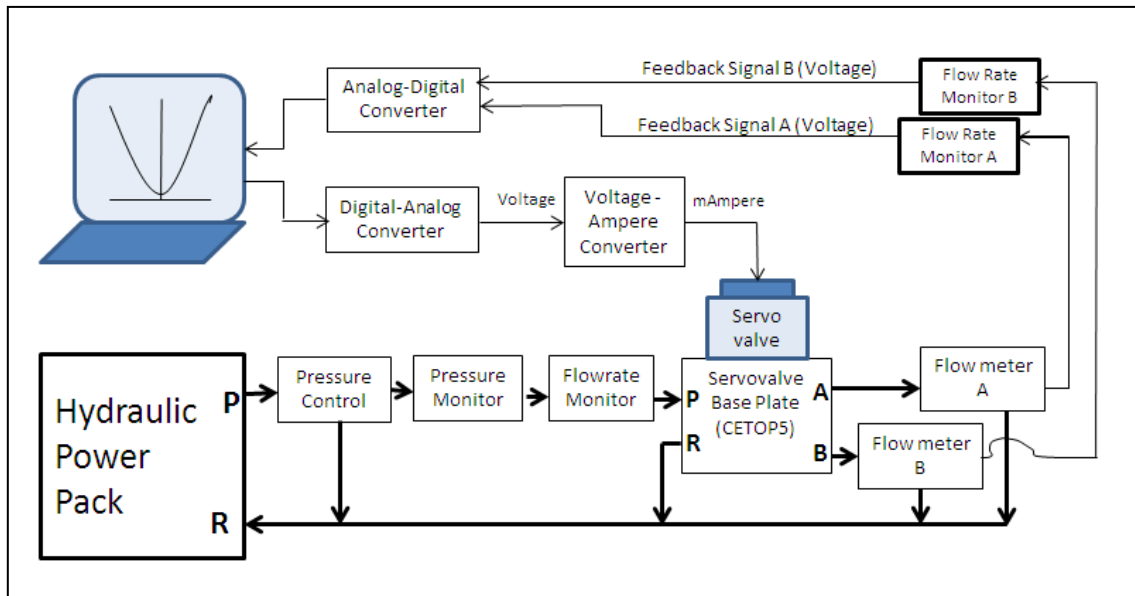 Feedback Signal B (Voltage)
Flow Rate
Monitor B
Analog-Digital
Converter
Feedback Signal A (Voltage)
Flow Rate
Monitor A
Digital-Analog
Converter
Voltage
Voltage -
Ampere
Converter
mAmpere
Servo
valve
Hydraulic
Power
Pack
P
R
Pressure
Control
Pressure
Monitor
Flowrate
Monitor
P
R
Servovalve
Base Plate
(CETOP5)
A
B
Flow meter
A
Flow meter
B